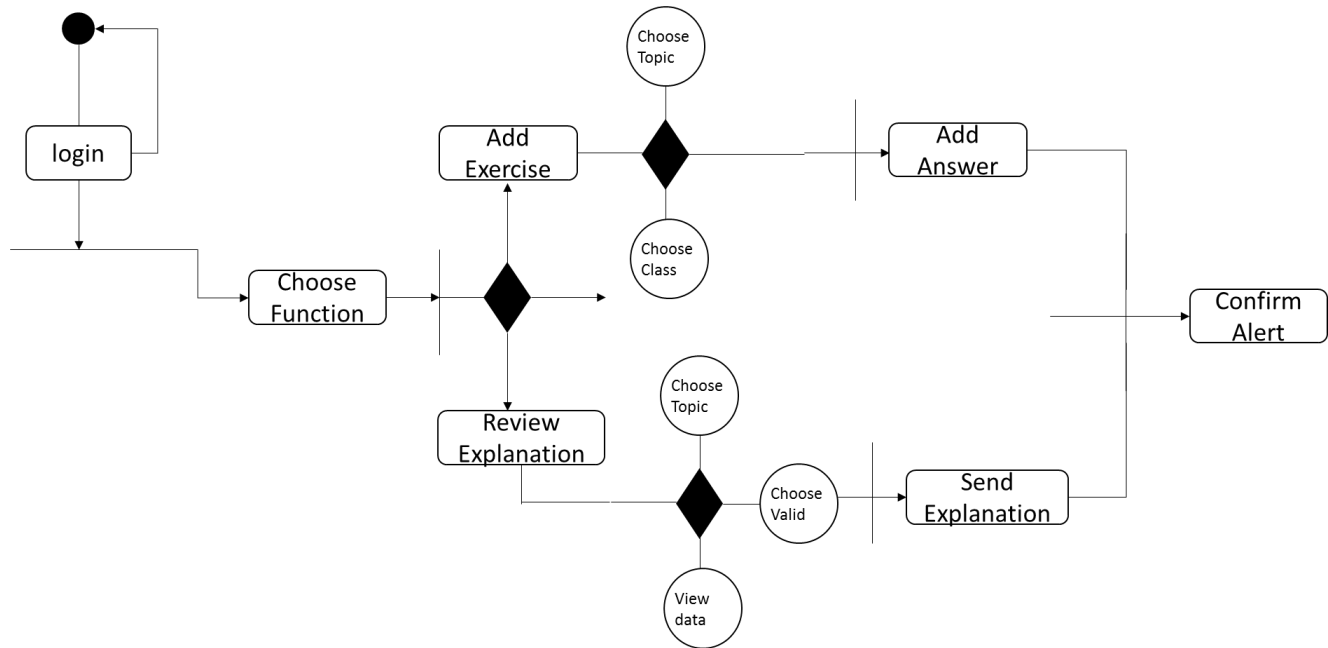 login
Choose
Function
Add
Exercise
Choose
Topic
Choose
Class
Add
Answer
Review
Explanation
Choose
Topic
Choose
Valid
View
data
Send
Explanation
Confirm
Alert